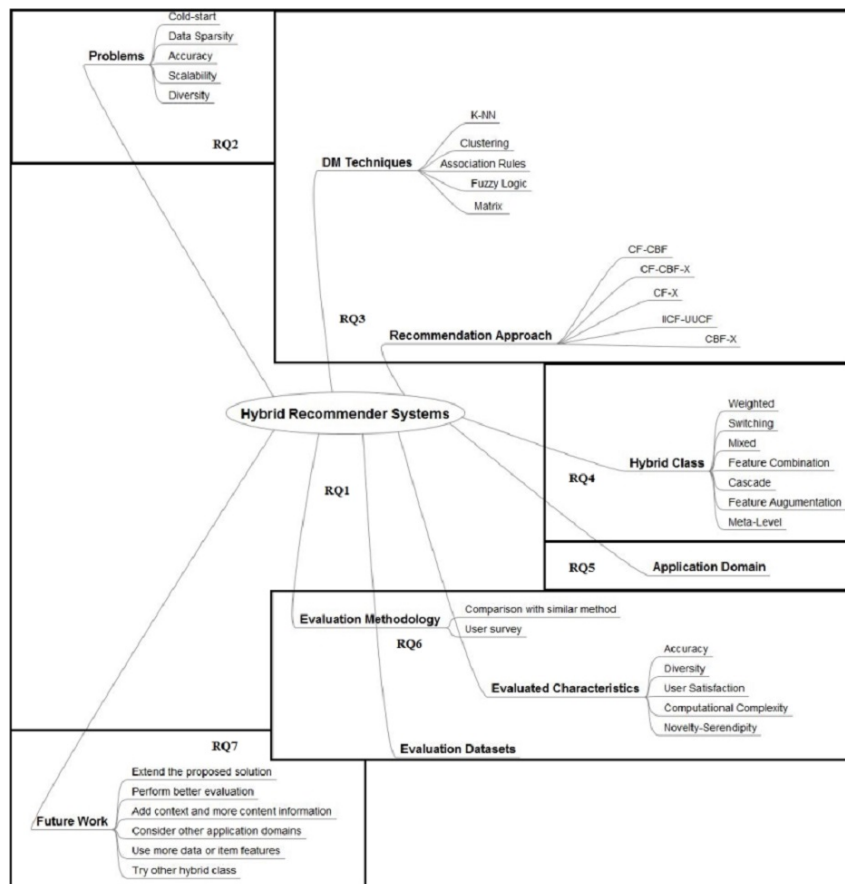 Cold-start
Data Sparsity
Problems
Accuracy
Scalability
Diversity
RQ2
K-NN
Clustering
DM Techniques
Association Rules
Fuzzy Logic
Matrix
CF-CBF
CF-CBF-X
CF-X
RQ3
IICF-UUCF
Recommendation Approach
CBF-X
Hybrid Recommender Systems
RQ1
Weighted
Switching
Mixed
Hybrid Class
Feature Combination
RQ4
Cascade
Feature Augumentation
Meta-Level
RQ5
Application Domain
Evaluation Methodology
Comparison with similar method
User survey
RQ6
Accuracy
Diversity
Evaluated Characteristics
User Satisfaction
Computational Complexity
Novelty-Serendipity
Evaluation Datasets
RQ7
Extend the proposed solution
Perform better evaluation
Add context and more content information
Future Work
Consider other application domains
Use more data or item features
Try other hybrid class